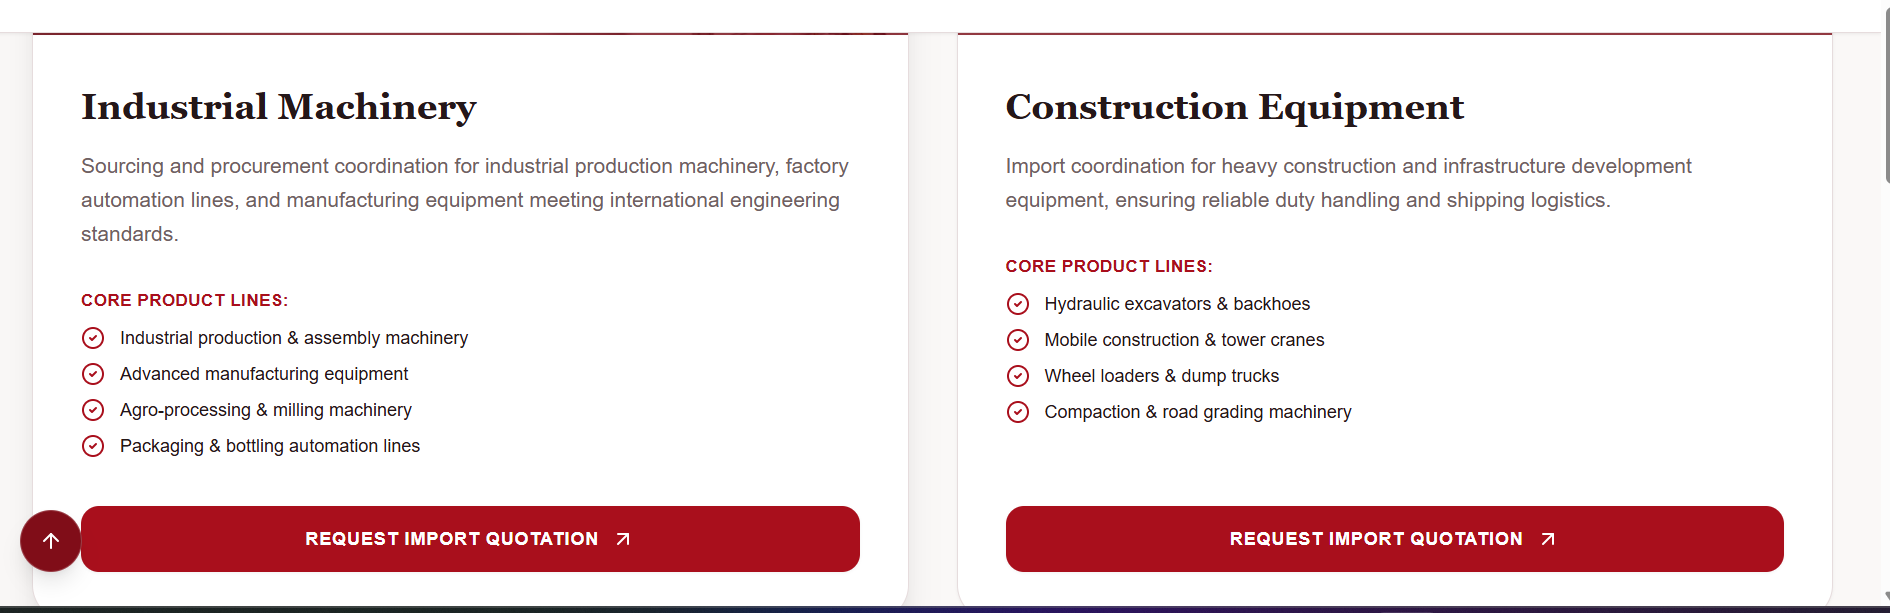 Industrial Machinery
Sourcing and procurement coordination for industrial production machinery, factory
automation lines, and manufacturing equipment meeting international engineering
standards.
CORE PRODUCT LINES:
Industrial production & assembly machinery
Advanced manufacturing equipment
Agro-processing & milling machinery
Packaging & bottling automation lines
REQUEST IMPORT QUOTATION
Construction Equipment
Import coordination for heavy construction and infrastructure development
equipment, ensuring reliable duty handling and shipping logistics.
CORE PRODUCT LINES:
Hydraulic excavators & backhoes
Mobile construction & tower cranes
Wheel loaders & dump trucks
Compaction & road grading machinery
REQUEST IMPORT QUOTATION